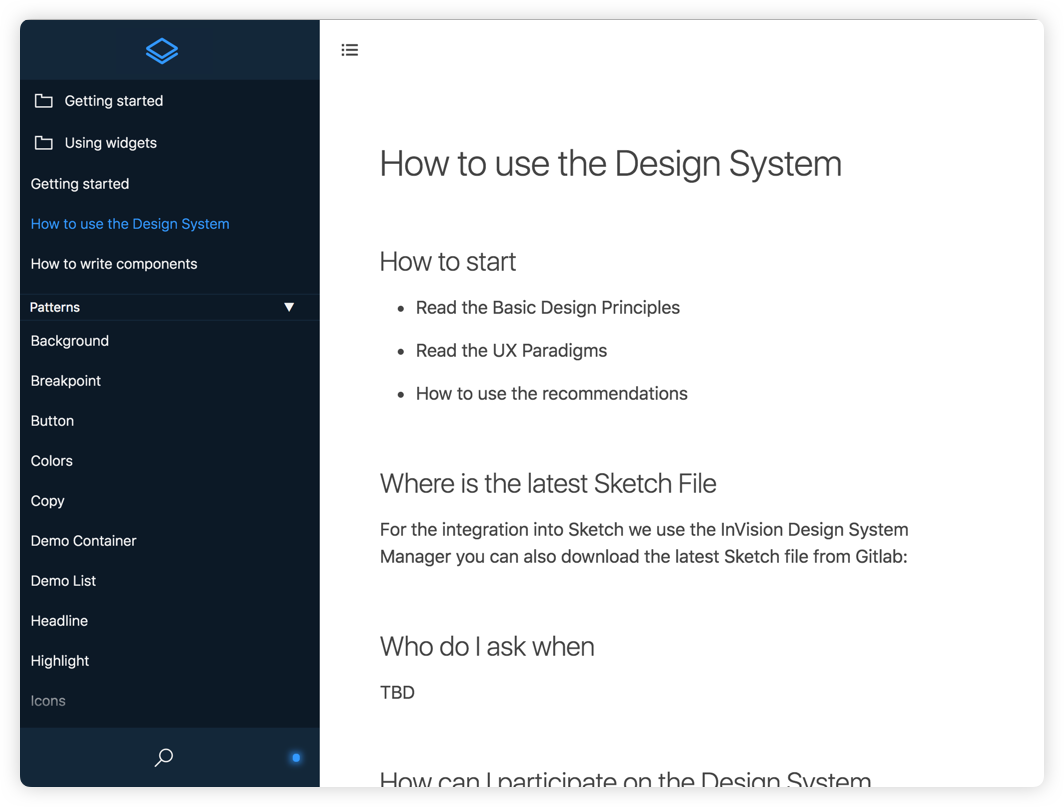 Getting started
Using widgets
Getting started
How to use the Design System
How to write components
Patterns
Background
Breakpoint
Button
Colors
Copy
Demo Container
Demo List
Headline
Highlight
Icons
How to use the Design System
How to start
Read the Basic Design Principles
Read the UX Paradigms
How to use the recommendations
Where is the latest Sketch File
For the integration into Sketch we use the InVision Design System
Manager you can also download the latest Sketch file from Gitlab:
Who do I ask when
TBD
How can I participate on the Design System